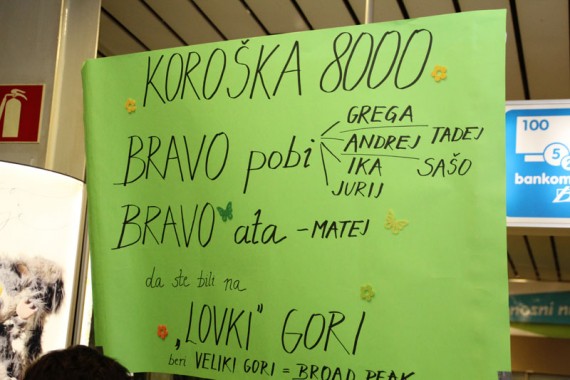 KOROŠKA 8000
GREGA
BRAVO pobi ANDREJ TADEJ
IKA SAŠO
JURIJ
BRAVO ata - MATEJ
da ste bili na
„LOVKI" GORI
beri VELIKI GORI = BROAD PEAK
100
5
bankom